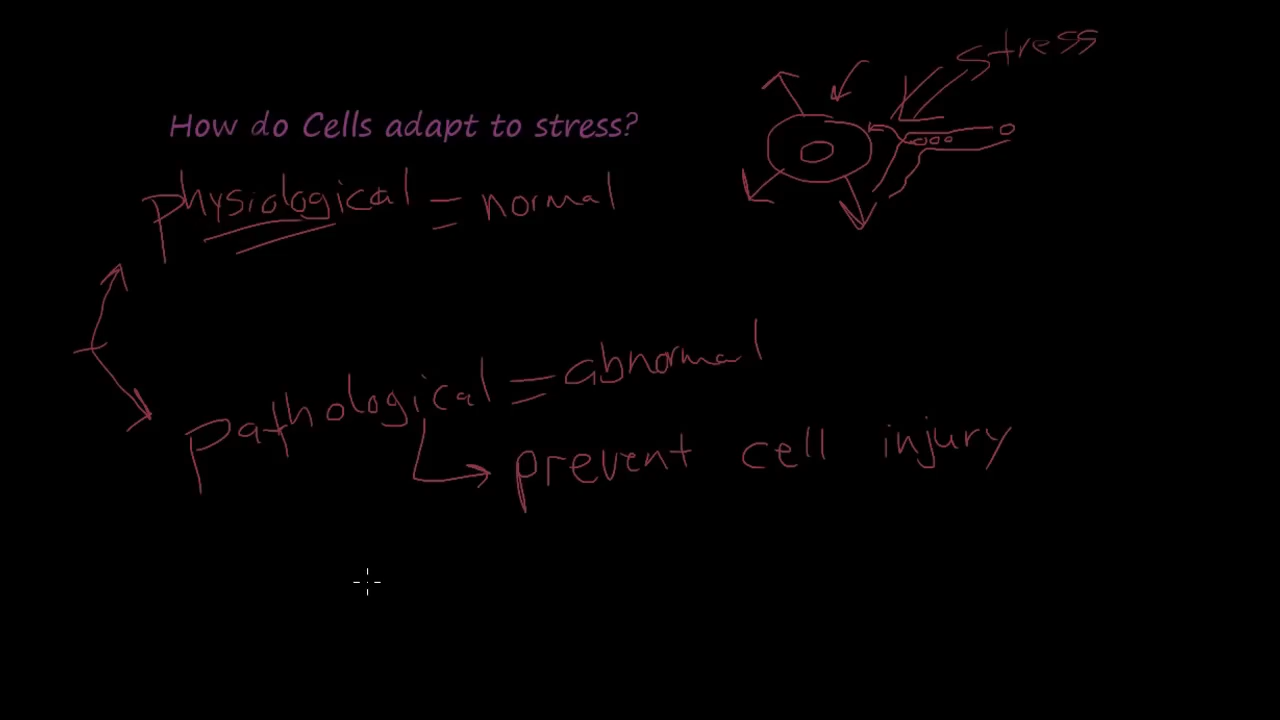 stress
How do Cells adapt to stress?
physiological = normal
pathological = abnormal
prevent cell injury